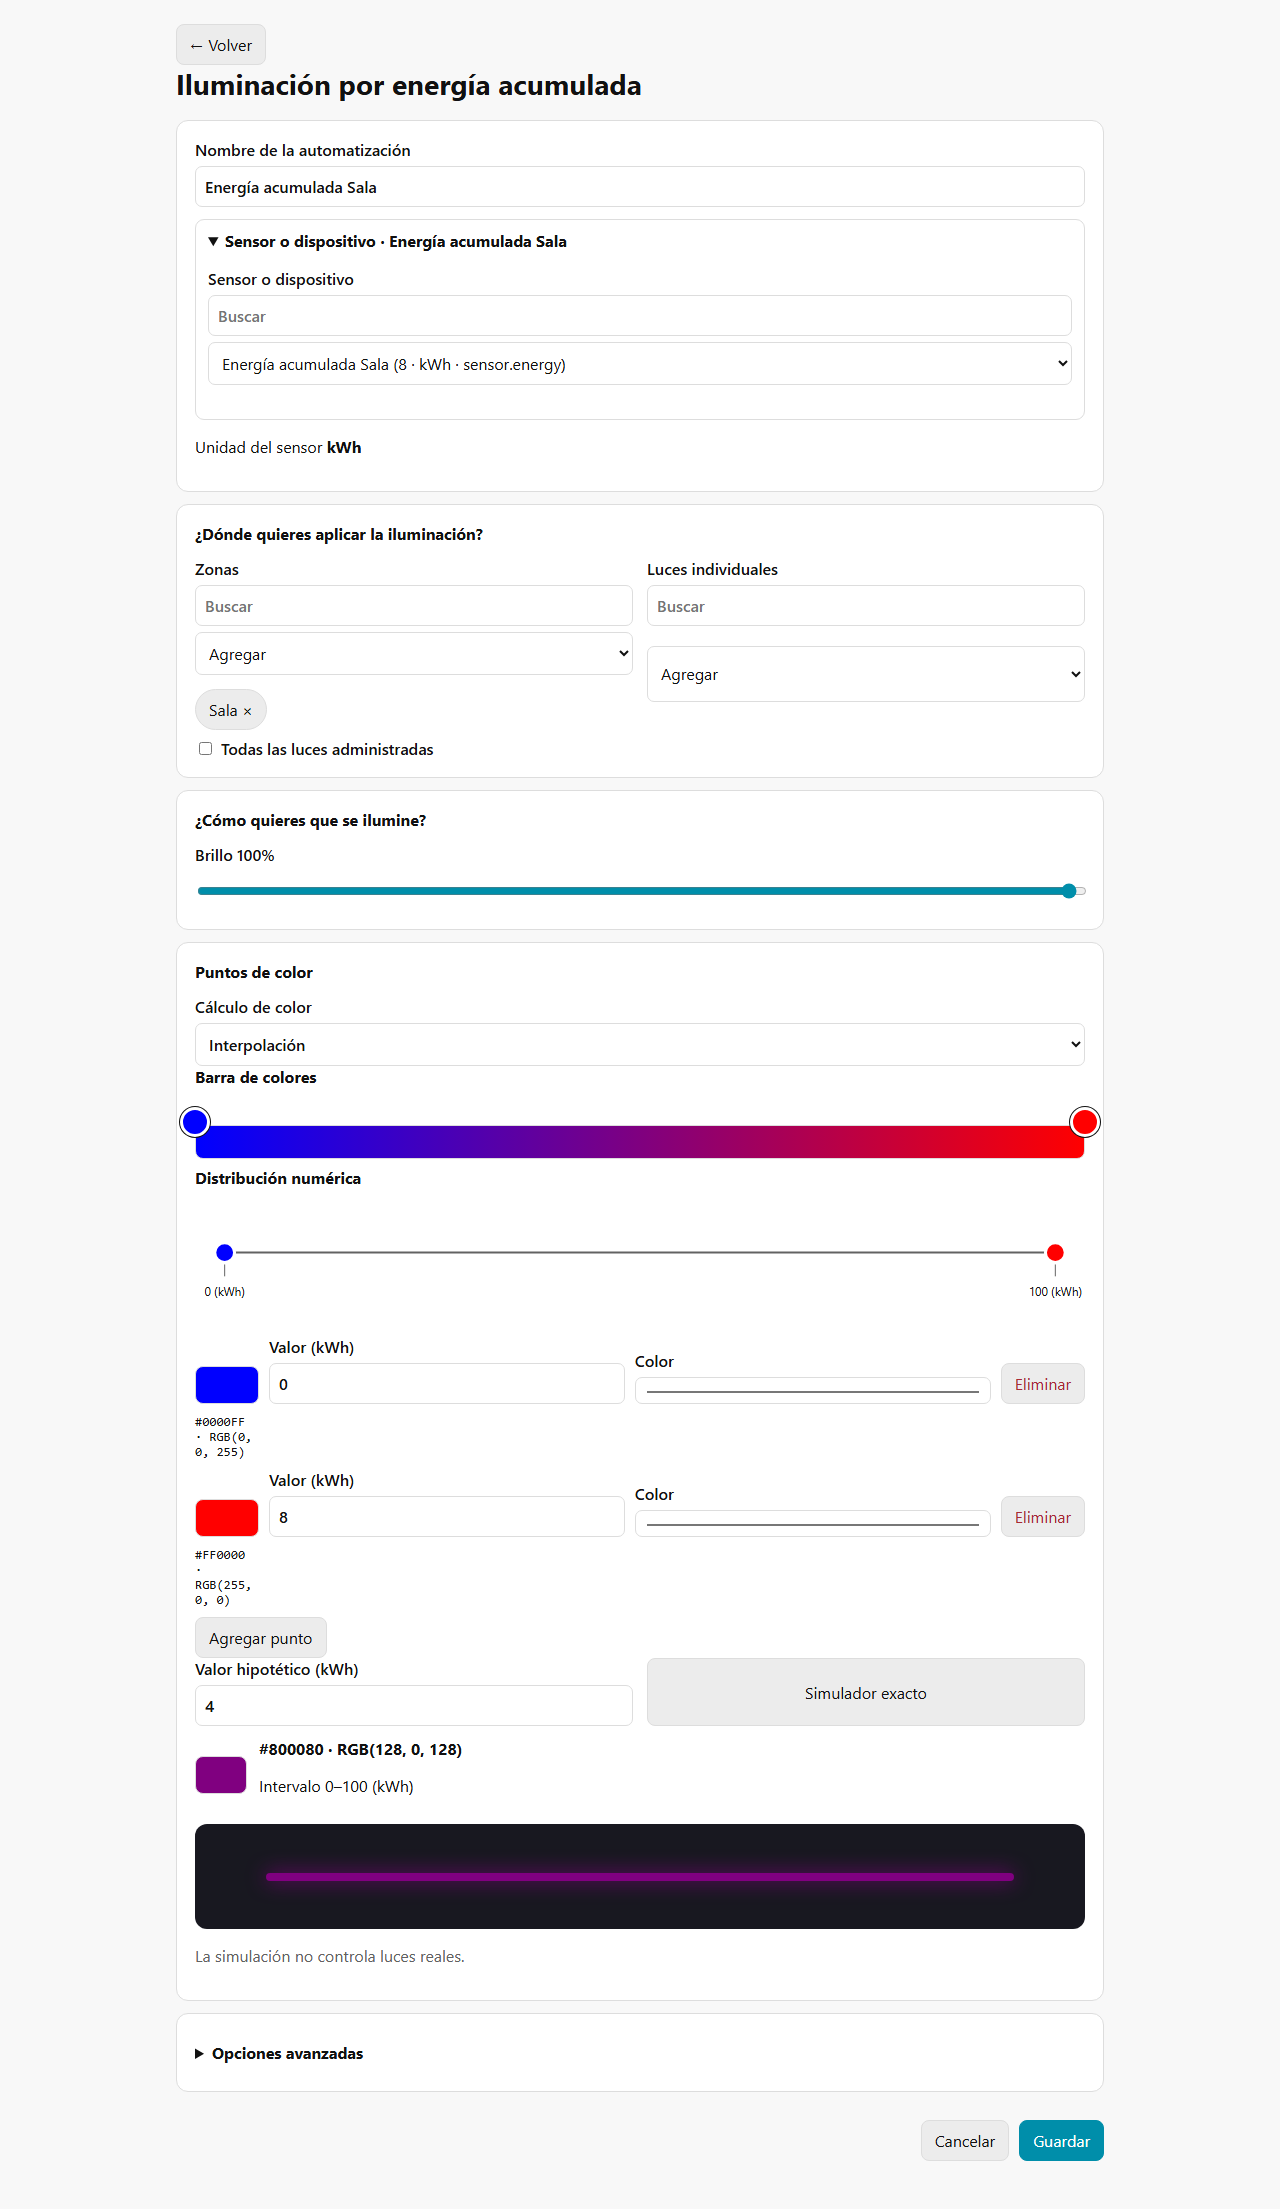 ← Volver
Iluminación por energía acumulada
Nombre de la automatización
Energía acumulada Sala
▼ Sensor o dispositivo · Energía acumulada Sala
Sensor o dispositivo
Buscar
Energía acumulada Sala (8 · kWh · sensor.energy)
Unidad del sensor kWh
¿Dónde quieres aplicar la iluminación?
Zonas
Buscar
Agregar
Sala ×
Luces individuales
Buscar
Agregar
Todas las luces administradas
¿Cómo quieres que se ilumine?
Brillo 100%
Puntos de color
Cálculo de color
Interpolación
Barra de colores
Distribución numérica
0 (kWh)
100 (kWh)
Valor (kWh)
0
Color
Eliminar
#0000FF
· RGB(0,
0, 255)
Valor (kWh)
8
Color
Eliminar
#FF0000
·
RGB(255,
0, 0)
Agregar punto
Valor hipotético (kWh)
4
Simulador exacto
#800080 · RGB(128, 0, 128)
Intervalo 0–100 (kWh)
La simulación no controla luces reales.
▶ Opciones avanzadas
Cancelar
Guardar